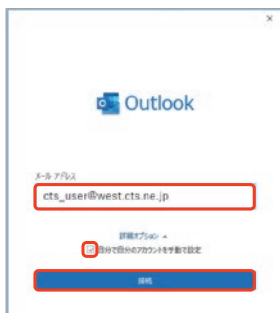 Outlook
メール アドレス
cts_user@west.cts.ne.jp
詳細オプション
自分で自分のアカウントを手動で設定
接続